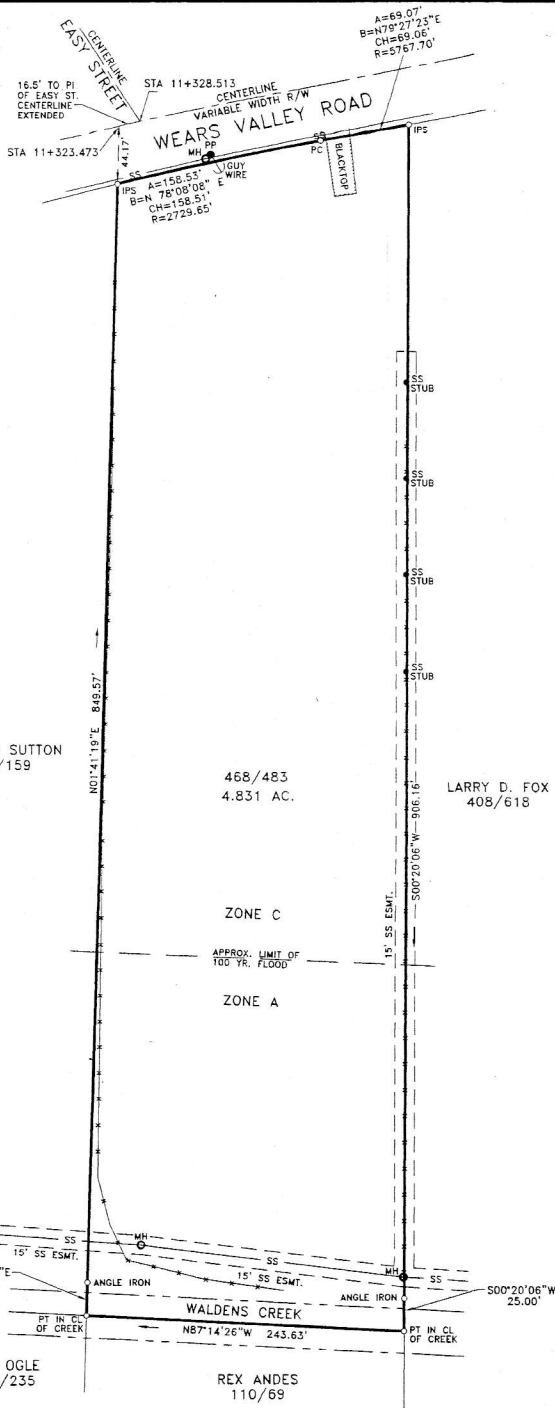 A=69.07'
B=N79°27'23"E
CH=69.06'
R=5767.70'
CENTERLINE
EASY STREET
16.5' TO PI
OF EASY ST.
CENTERLINE
EXTENDED
STA 11+328.513
CENTERLINE
VARIABLE WIDTH R/W
WEARS VALLEY ROAD
STA 11+323.473
44.17'
SS
IPS
MH
PP
GUY
WIRE
SS
PC
BLACKTOP
IPS
A=158.53'
B=N 78°08'08" E
CH=158.51'
R=2729.65'
SS
STUB
SS
STUB
SS
STUB
SS
STUB
N01°41'19"E 849.57'
SUTTON
/159
468/483
4.831 AC.
LARRY D. FOX
408/618
S00°20'06"W 906.16'
15' SS ESMT.
ZONE C
APPROX. LIMIT OF
100 YR. FLOOD
ZONE A
SS
MH
SS
15' SS ESMT.
15' SS ESMT.
MH
SS
"E
ANGLE IRON
ANGLE IRON
S00°20'06"W
25.00'
WALDENS CREEK
PT IN CL
OF CREEK
N87°14'26"W 243.63'
PT IN CL
OF CREEK
OGLE
/235
REX ANDES
110/69